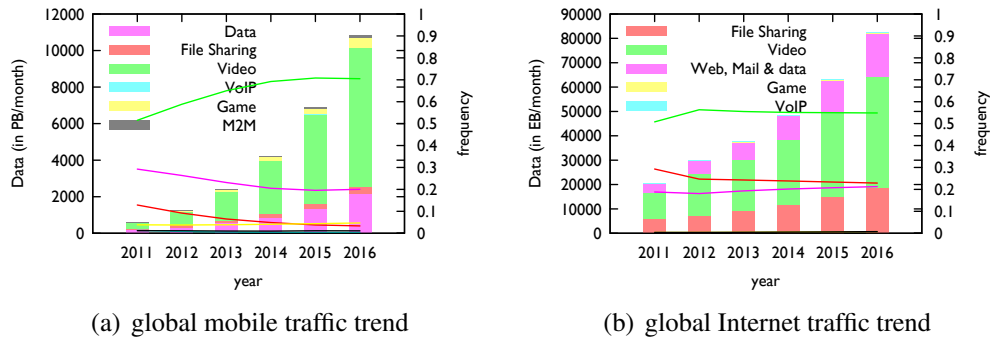 12000
10000
8000
6000
4000
2000
0
Data (in PB/month)
Data
File Sharing
Video
VoIP
Game
M2M
1
0.9
0.8
0.7
0.6
0.5
0.4
0.3
0.2
0.1
0
frequency
2011 2012 2013 2014 2015 2016
year
(a) global mobile traffic trend
90000
80000
70000
60000
50000
40000
30000
20000
10000
0
Data (in EB/month)
File Sharing
Video
Web, Mail & data
Game
VoIP
1
0.9
0.8
0.7
0.6
0.5
0.4
0.3
0.2
0.1
0
frequency
2011 2012 2013 2014 2015 2016
year
(b) global Internet traffic trend